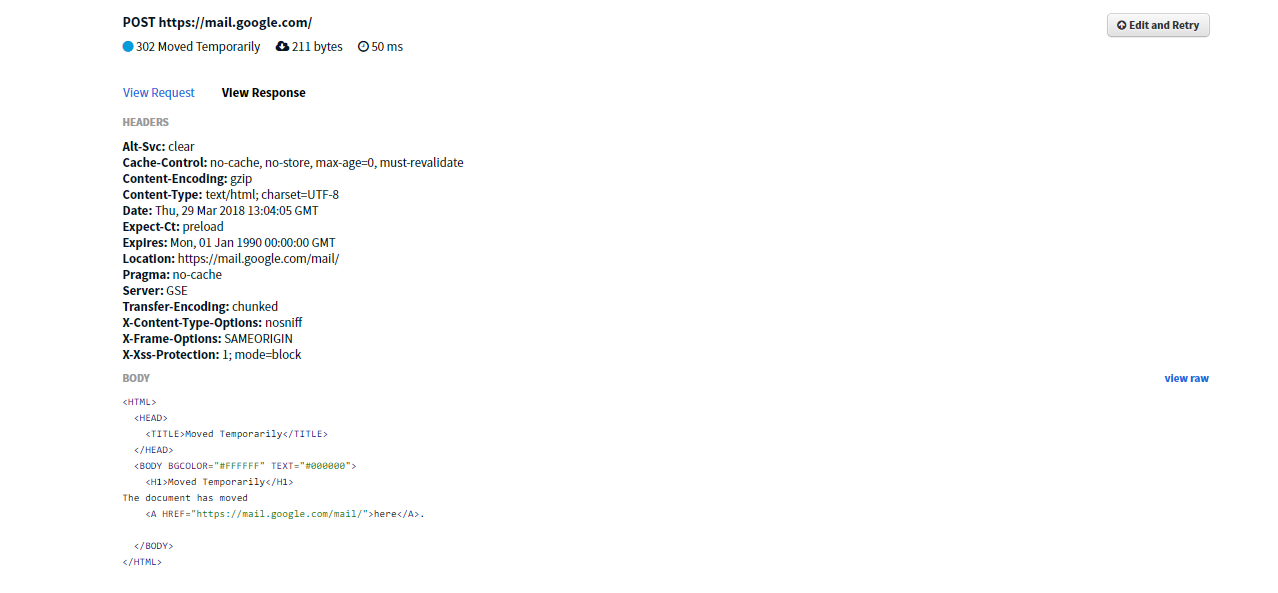 POST https://mail.google.com/
Edit and Retry
302 Moved Temporarily 211 bytes 50 ms
View Request View Response
HEADERS
Alt-Svc: clear
Cache-Control: no-cache, no-store, max-age=0, must-revalidate
Content-Encoding: gzip
Content-Type: text/html; charset=UTF-8
Date: Thu, 29 Mar 2018 13:04:05 GMT
Expect-Ct: preload
Expires: Mon, 01 Jan 1990 00:00:00 GMT
Location: https://mail.google.com/mail/
Pragma: no-cache
Server: GSE
Transfer-Encoding: chunked
X-Content-Type-Options: nosniff
X-Frame-Options: SAMEORIGIN
X-Xss-Protection: 1; mode=block
BODY view raw
<HTML>
  <HEAD>
    <TITLE>Moved Temporarily</TITLE>
  </HEAD>
  <BODY BGCOLOR="#FFFFFF" TEXT="#000000">
    <H1>Moved Temporarily</H1>
The document has moved
    <A HREF="https://mail.google.com/mail/">here</A>.
  </BODY>
</HTML>